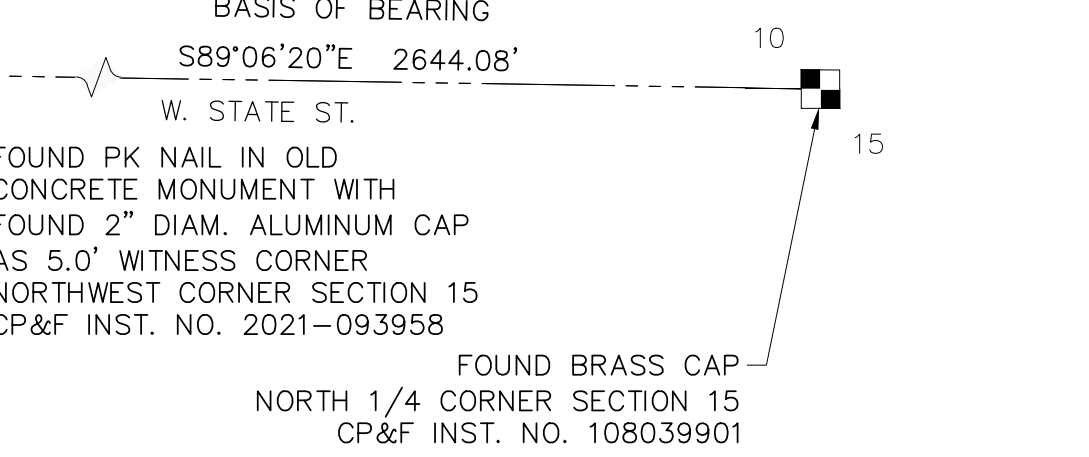 BASIS OF BEARING
10
S89°06'20"E 2644.08'
W. STATE ST.
15
FOUND PK NAIL IN OLD
CONCRETE MONUMENT WITH
FOUND 2" DIAM. ALUMINUM CAP
AS 5.0' WITNESS CORNER
NORTHWEST CORNER SECTION 15
CP&F INST. NO. 2021-093958
FOUND BRASS CAP
NORTH 1/4 CORNER SECTION 15
CP&F INST. NO. 108039901